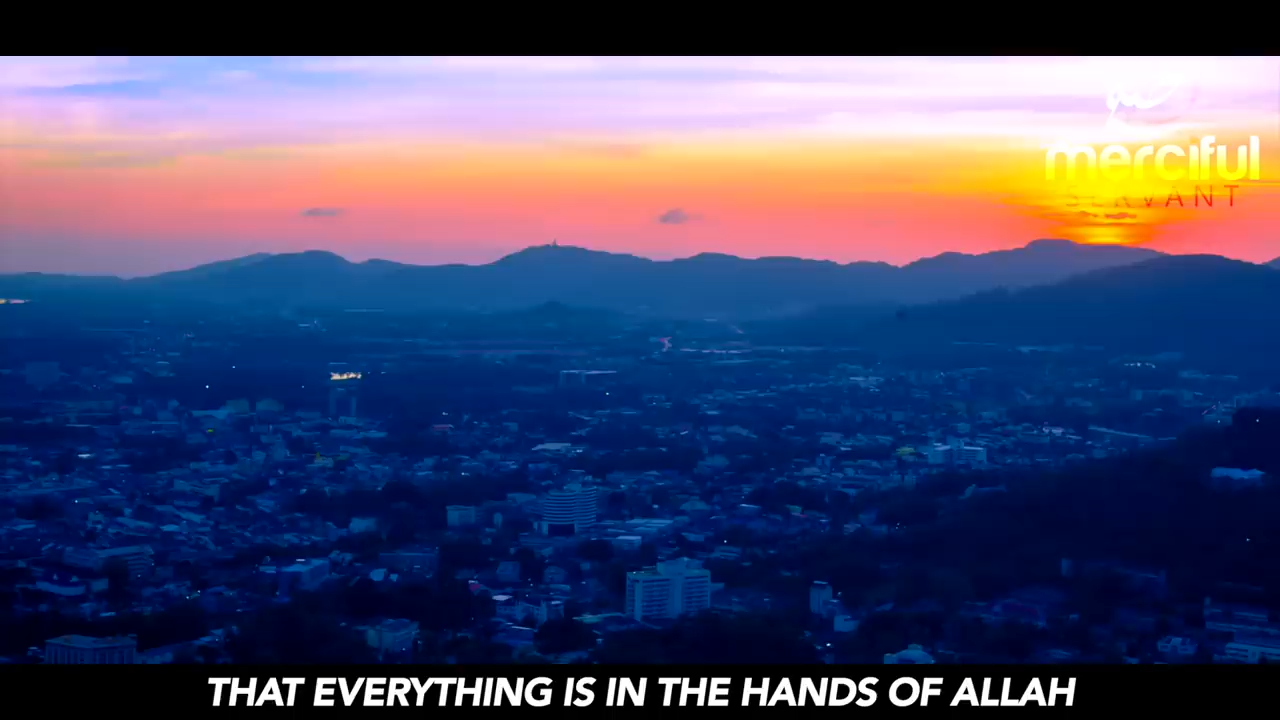 merciful
SERVANT
THAT EVERYTHING IS IN THE HANDS OF ALLAH